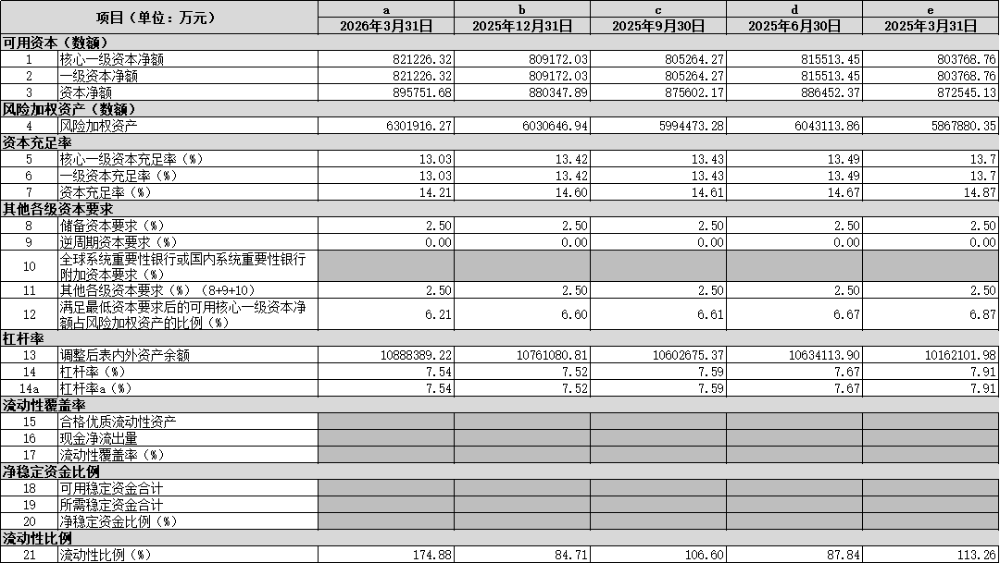 项目（单位：万元） a b c d e
2026年3月31日 2025年12月31日 2025年9月30日 2025年6月30日 2025年3月31日
可用资本（数额）
1 核心一级资本净额 821226.32 809172.03 805264.27 815513.45 803768.76
2 一级资本净额 821226.32 809172.03 805264.27 815513.45 803768.76
3 资本净额 895751.68 880347.89 875602.17 886452.37 872545.13
风险加权资产（数额）
4 风险加权资产 6301916.27 6030646.94 5994473.28 6043113.86 5867880.35
资本充足率
5 核心一级资本充足率（%） 13.03 13.42 13.43 13.49 13.7
6 一级资本充足率（%） 13.03 13.42 13.43 13.49 13.7
7 资本充足率（%） 14.21 14.60 14.61 14.67 14.87
其他各级资本要求
8 储备资本要求（%） 2.50 2.50 2.50 2.50 2.50
9 逆周期资本要求（%） 0.00 0.00 0.00 0.00 0.00
10 全球系统重要性银行或国内系统重要性银行
附加资本要求（%）
11 其他各级资本要求（%）（8+9+10） 2.50 2.50 2.50 2.50 2.50
12 满足最低资本要求后的可用核心一级资本净
额占风险加权资产的比例（%） 6.21 6.60 6.61 6.67 6.87
杠杆率
13 调整后表内外资产余额 10888389.22 10761080.81 10602675.37 10634113.90 10162101.98
14 杠杆率（%） 7.54 7.52 7.59 7.67 7.91
14a 杠杆率a（%） 7.54 7.52 7.59 7.67 7.91
流动性覆盖率
15 合格优质流动性资产
16 现金净流出量
17 流动性覆盖率（%）
净稳定资金比例
18 可用稳定资金合计
19 所需稳定资金合计
20 净稳定资金比例（%）
流动性比例
21 流动性比例（%） 174.88 84.71 106.60 87.84 113.26